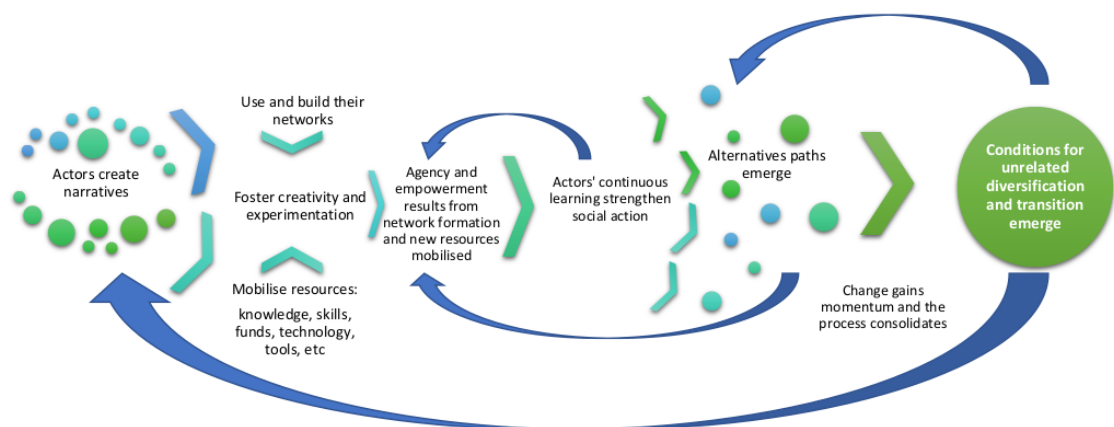 Actors create
narratives
Use and build their
networks
Foster creativity and
experimentation
Mobilise resources:
knowledge, skills,
funds, technology,
tools, etc
Agency and
empowerment
results from
network formation
and new resources
mobilised
Actors' continuous
learning strengthen
social action
Alternatives paths
emerge
Change gains
momentum and the
process consolidates
Conditions for
unrelated
diversification
and transition
emerge